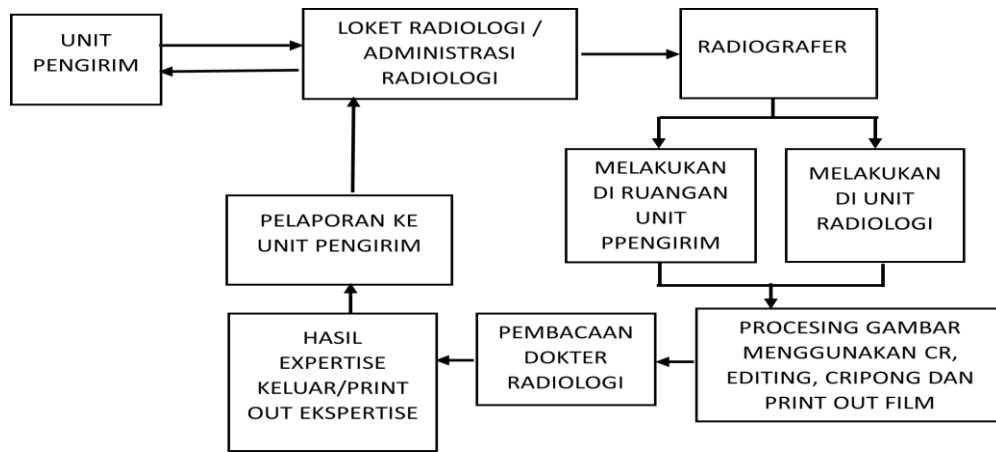 UNIT
PENGIRIM
LOKET RADIOLOGI /
ADMINISTRASI
RADIOLOGI
RADIOGRAFER
MELAKUKAN
DI RUANGAN
UNIT
PPENGIRIM
MELAKUKAN
DI UNIT
RADIOLOGI
PELAPORAN KE
UNIT PENGIRIM
HASIL
EXPERTISE
KELUAR/PRINT
OUT EKSPERTISE
PEMBACAAN
DOKTER
RADIOLOGI
PROCESING GAMBAR
MENGGUNAKAN CR,
EDITING, CRIPONG DAN
PRINT OUT FILM